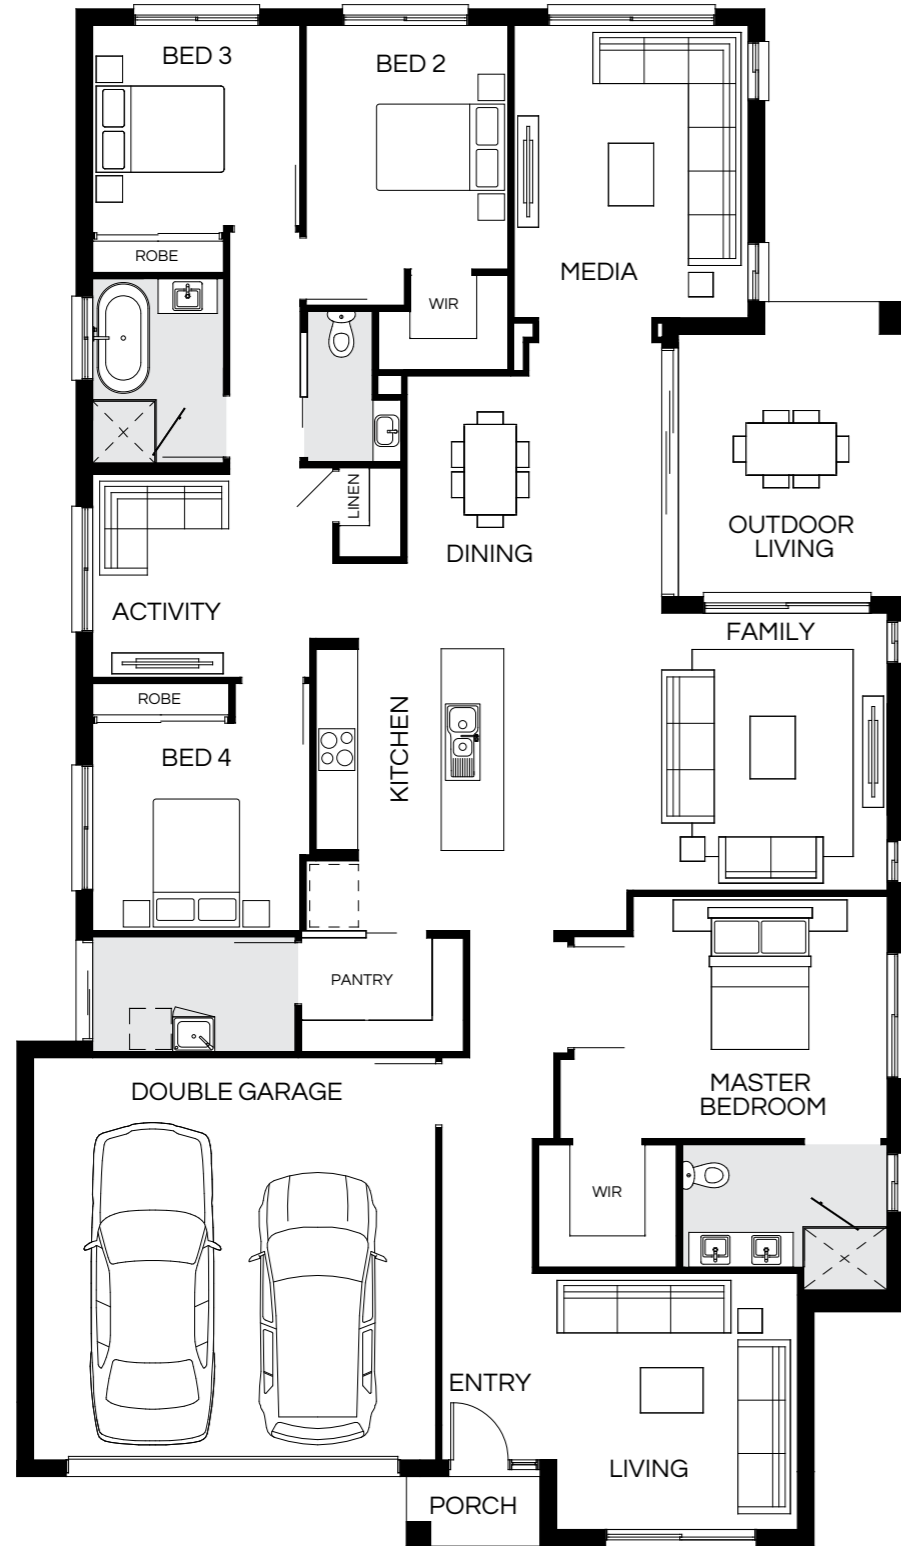 BED 3
BED 2
ROBE
MEDIA
WIR
LINEN
DINING
OUTDOOR
LIVING
ACTIVITY
FAMILY
ROBE
KITCHEN
BED 4
PANTRY
DOUBLE GARAGE
MASTER
BEDROOM
WIR
ENTRY
LIVING
PORCH